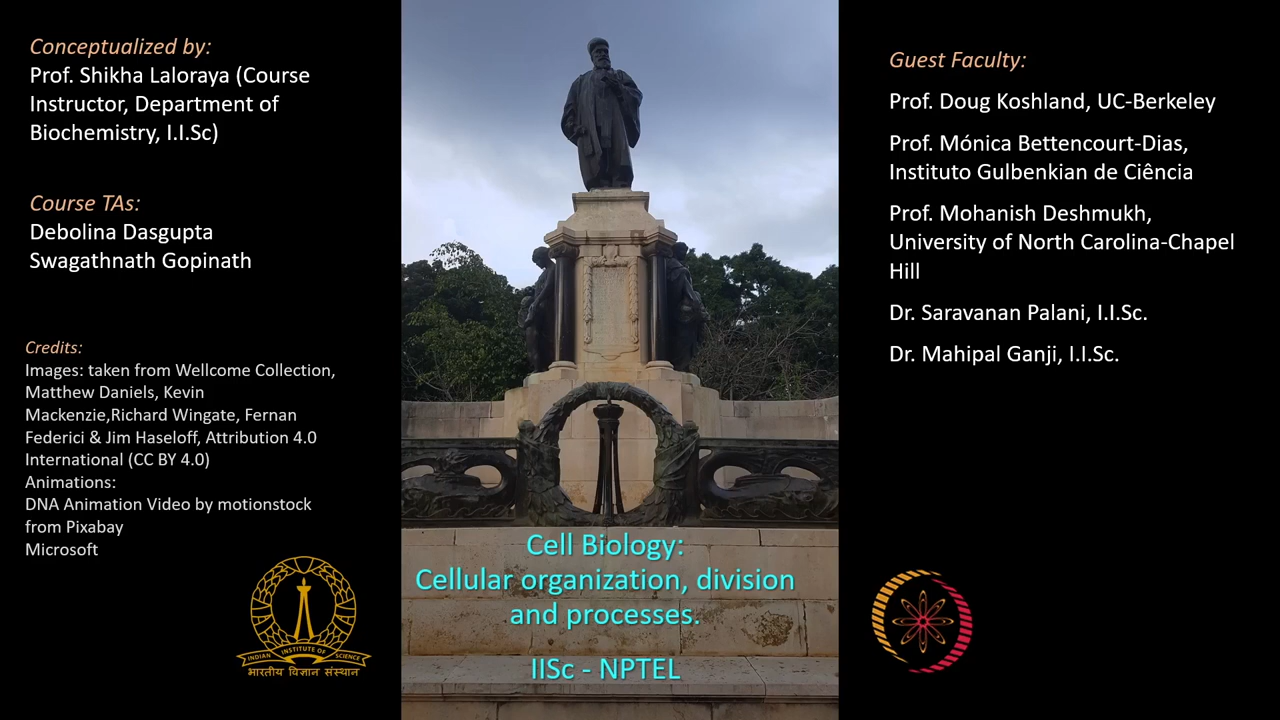 Conceptualized by:
Prof. Shikha Laloraya (Course
Instructor, Department of
Biochemistry, I.I.Sc)
Course TAs:
Debolina Dasgupta
Swagathnath Gopinath
Credits:
Images: taken from Wellcome Collection,
Matthew Daniels, Kevin
Mackenzie,Richard Wingate, Fernan
Federici & Jim Haseloff, Attribution 4.0
International (CC BY 4.0)
Animations:
DNA Animation Video by motionstock
from Pixabay
Microsoft
INDIAN INSTITUTE OF SCIENCE
भारतीय विज्ञान संस्थान
Cell Biology:
Cellular organization, division
and processes.
IISc - NPTEL
Guest Faculty:
Prof. Doug Koshland, UC-Berkeley
Prof. Mónica Bettencourt-Dias,
Instituto Gulbenkian de Ciência
Prof. Mohanish Deshmukh,
University of North Carolina-Chapel
Hill
Dr. Saravanan Palani, I.I.Sc.
Dr. Mahipal Ganji, I.I.Sc.